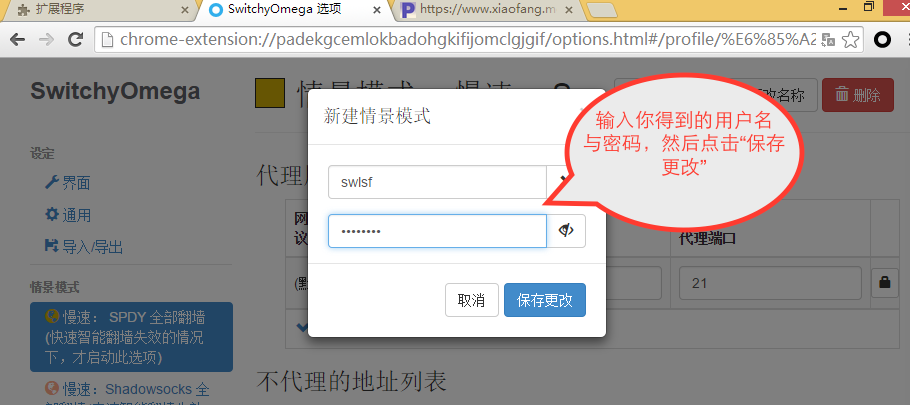 扩展程序
SwitchyOmega 选项
https://www.xiaofang.m
chrome-extension://padekgcemlokbadohgkifijomclgjgif/options.html#/profile/%E6%85%A2
SwitchyOmega
情景模式
慢速
改名称
删除
新建情景模式
输入你得到的用户名
与密码，然后点击“保存
更改”
设定
界面
通用
导入/导出
swlsf
••••••••
代理
网
议
代理端口
(默
21
取消
保存更改
情景模式
慢速： SPDY 全部翻墙
(快速智能翻墙失效的情况
下，才启动此选项)
慢速：Shadowsocks 全
不代理的地址列表